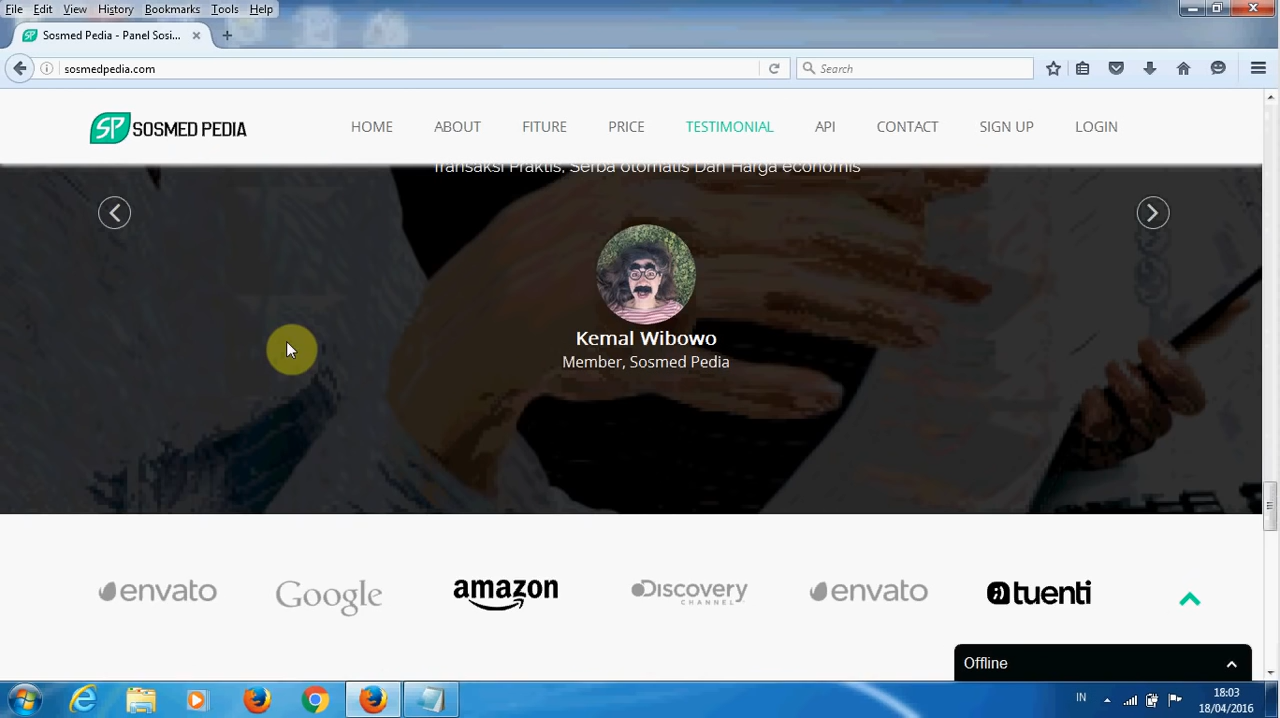 File Edit View History Bookmarks Tools Help
Sosmed Pedia - Panel Sosi...
sosmedpedia.com
Search
SP SOSMED PEDIA
HOME ABOUT FITURE PRICE TESTIMONIAL API CONTACT SIGN UP LOGIN
Transaksi Praktis, Serba otomatis Dan Harga economis
Kemal Wibowo
Member, Sosmed Pedia
envato Google amazon Discovery CHANNEL envato tuenti
Offline
IN
18:03
18/04/2016